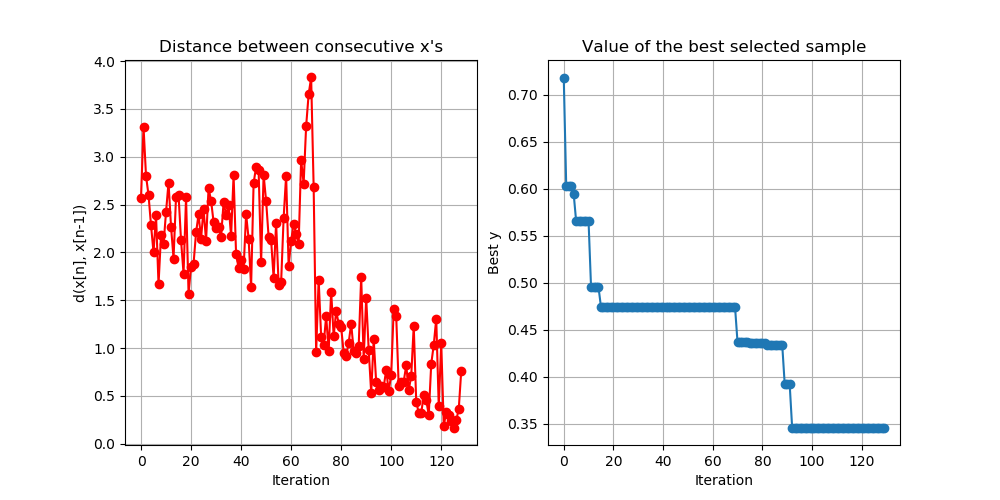 Distance between consecutive x's
d(x[n], x[n-1])
4.0
3.5
3.0
2.5
2.0
1.5
1.0
0.5
0.0
0 20 40 60 80 100 120
Iteration
Value of the best selected sample
Best y
0.70
0.65
0.60
0.55
0.50
0.45
0.40
0.35
0 20 40 60 80 100 120
Iteration